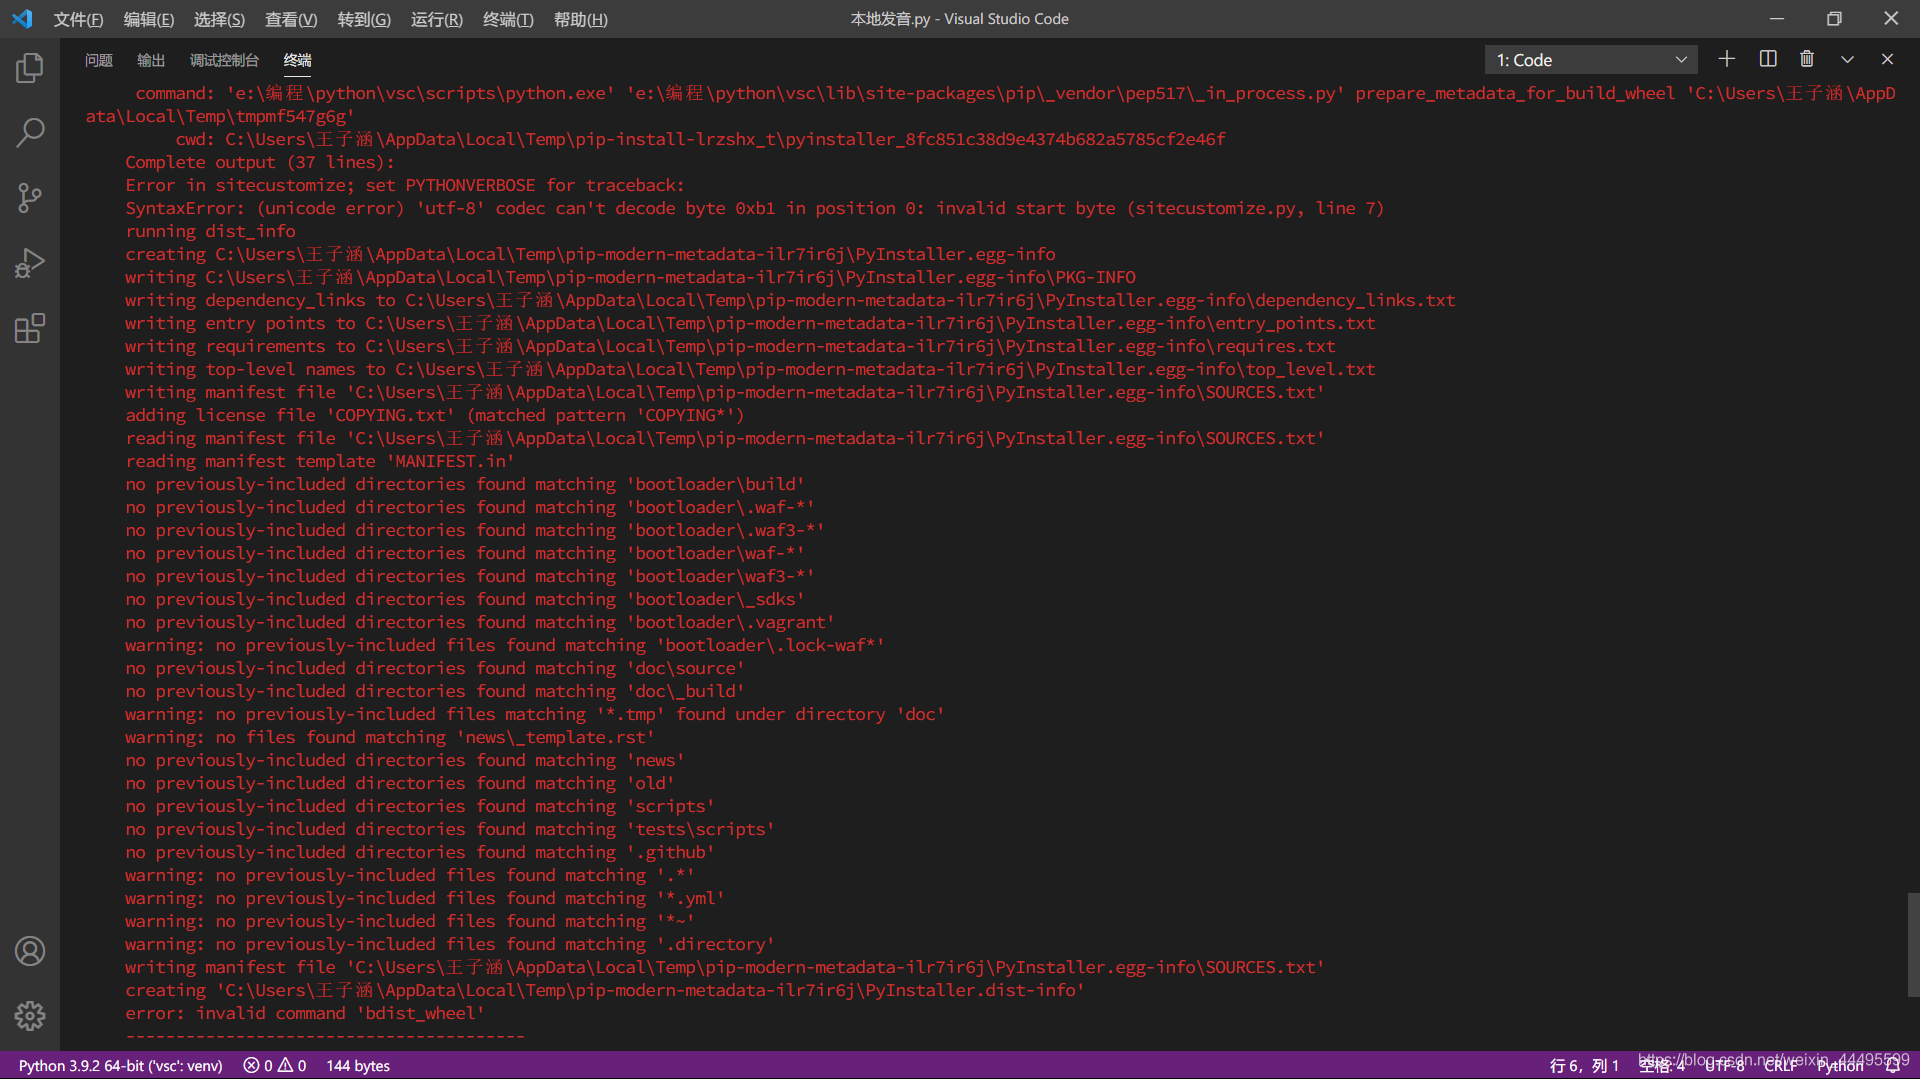 文件(F) 编辑(E) 选择(S) 查看(V) 转到(G) 运行(R) 终端(T) 帮助(H)
本地发音.py - Visual Studio Code
问题 输出 调试控制台 终端
1: Code
command: 'e:\编程\python\vsc\scripts\python.exe' 'e:\编程\python\vsc\lib\site-packages\pip\_vendor\pep517\_in_process.py' prepare_metadata_for_build_wheel 'C:\Users\王子涵\AppD
ata\Local\Temp\tmpmf547g6g'
cwd: C:\Users\王子涵\AppData\Local\Temp\pip-install-lrzshx_t\pyinstaller_8fc851c38d9e4374b682a5785cf2e46f
Complete output (37 lines):
Error in sitecustomize; set PYTHONVERBOSE for traceback:
SyntaxError: (unicode error) 'utf-8' codec can't decode byte 0xb1 in position 0: invalid start byte (sitecustomize.py, line 7)
running dist_info
creating C:\Users\王子涵\AppData\Local\Temp\pip-modern-metadata-ilr7ir6j\PyInstaller.egg-info
writing C:\Users\王子涵\AppData\Local\Temp\pip-modern-metadata-ilr7ir6j\PyInstaller.egg-info\PKG-INFO
writing dependency_links to C:\Users\王子涵\AppData\Local\Temp\pip-modern-metadata-ilr7ir6j\PyInstaller.egg-info\dependency_links.txt
writing entry points to C:\Users\王子涵\AppData\Local\Temp\pip-modern-metadata-ilr7ir6j\PyInstaller.egg-info\entry_points.txt
writing requirements to C:\Users\王子涵\AppData\Local\Temp\pip-modern-metadata-ilr7ir6j\PyInstaller.egg-info\requires.txt
writing top-level names to C:\Users\王子涵\AppData\Local\Temp\pip-modern-metadata-ilr7ir6j\PyInstaller.egg-info\top_level.txt
writing manifest file 'C:\Users\王子涵\AppData\Local\Temp\pip-modern-metadata-ilr7ir6j\PyInstaller.egg-info\SOURCES.txt'
adding license file 'COPYING.txt' (matched pattern 'COPYING*')
reading manifest file 'C:\Users\王子涵\AppData\Local\Temp\pip-modern-metadata-ilr7ir6j\PyInstaller.egg-info\SOURCES.txt'
reading manifest template 'MANIFEST.in'
no previously-included directories found matching 'bootloader\build'
no previously-included directories found matching 'bootloader\.waf-*'
no previously-included directories found matching 'bootloader\.waf3-*'
no previously-included directories found matching 'bootloader\waf-*'
no previously-included directories found matching 'bootloader\waf3-*'
no previously-included directories found matching 'bootloader\_sdks'
no previously-included directories found matching 'bootloader\.vagrant'
warning: no previously-included files found matching 'bootloader\.lock-waf*'
no previously-included directories found matching 'doc\source'
no previously-included directories found matching 'doc\_build'
warning: no previously-included files matching '*.tmp' found under directory 'doc'
warning: no files found matching 'news\_template.rst'
no previously-included directories found matching 'news'
no previously-included directories found matching 'old'
no previously-included directories found matching 'scripts'
no previously-included directories found matching 'tests\scripts'
no previously-included directories found matching '.github'
warning: no previously-included files found matching '.*'
warning: no previously-included files found matching '*.yml'
warning: no previously-included files found matching '*~'
warning: no previously-included files found matching '.directory'
writing manifest file 'C:\Users\王子涵\AppData\Local\Temp\pip-modern-metadata-ilr7ir6j\PyInstaller.egg-info\SOURCES.txt'
creating 'C:\Users\王子涵\AppData\Local\Temp\pip-modern-metadata-ilr7ir6j\PyInstaller.dist-info'
error: invalid command 'bdist_wheel'
----------------------------------------
Python 3.9.2 64-bit ('vsc': venv) 0 0 144 bytes 行 6, 列 1 空格: 4 UTF-8 CRLF Python
https://blog.csdn.net/weixin_44495599